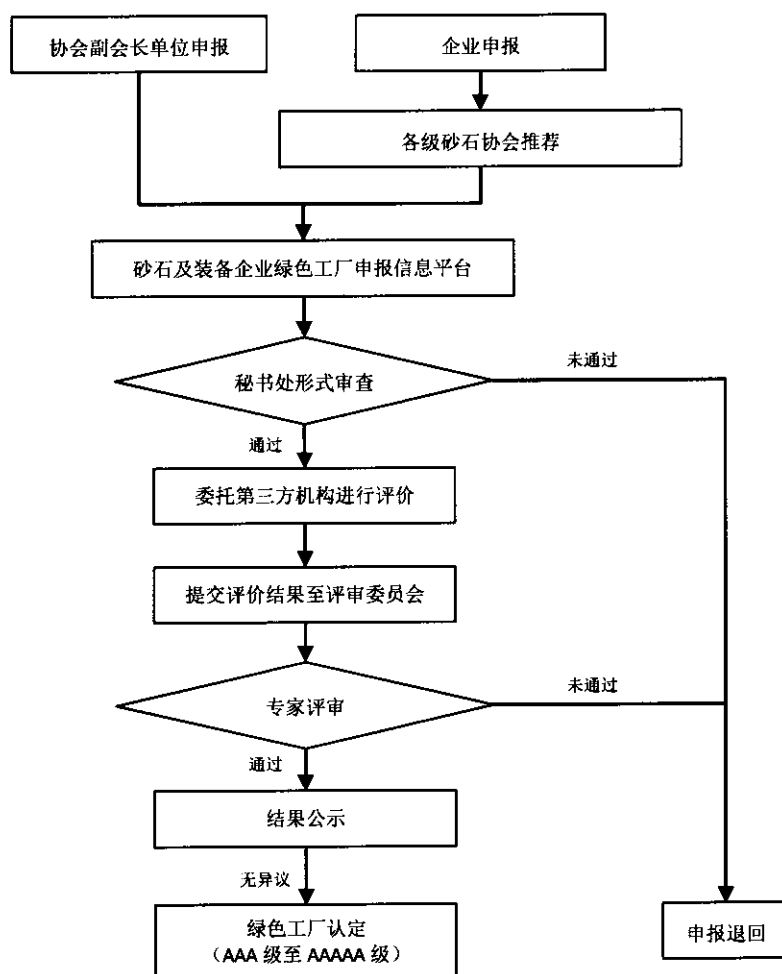 协会副会长单位申报
企业申报
各级砂石协会推荐
砂石及装备企业绿色工厂申报信息平台
秘书处形式审查
未通过
通过
委托第三方机构进行评价
提交评价结果至评审委员会
专家评审
未通过
通过
结果公示
无异议
绿色工厂认定
（AAA 级至 AAAAA 级）
申报退回